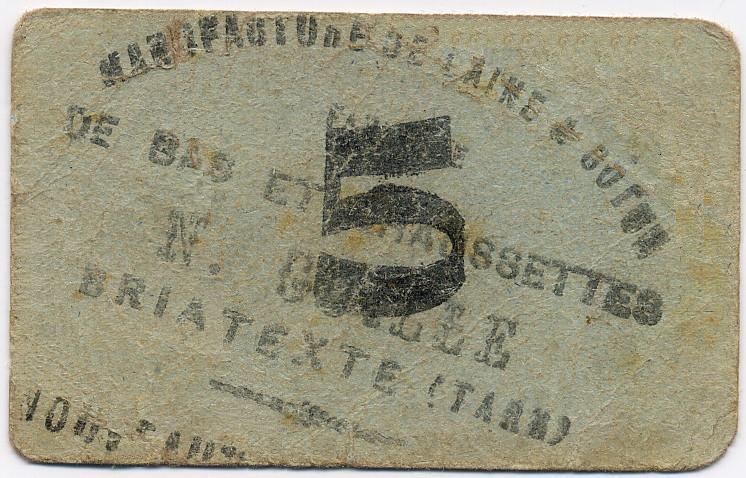 MANUFACTURE DE LAINE & COTON
DE BAS ET CHAUSSETTES
5
N.
BRIATEXTE (TARN)